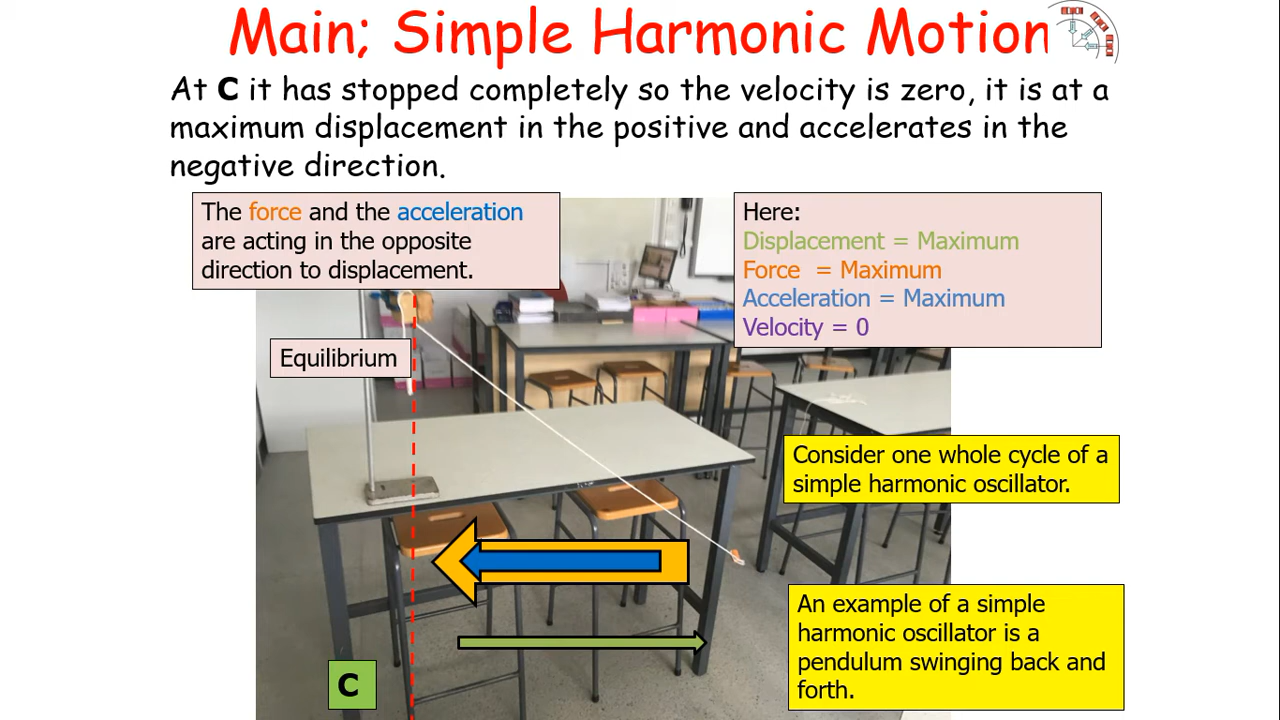 Main; Simple Harmonic Motion
At C it has stopped completely so the velocity is zero, it is at a
maximum displacement in the positive and accelerates in the
negative direction.
The force and the acceleration
are acting in the opposite
direction to displacement.
Here:
Displacement = Maximum
Force = Maximum
Acceleration = Maximum
Velocity = 0
Equilibrium
Consider one whole cycle of a
simple harmonic oscillator.
An example of a simple
harmonic oscillator is a
pendulum swinging back and
forth.
C